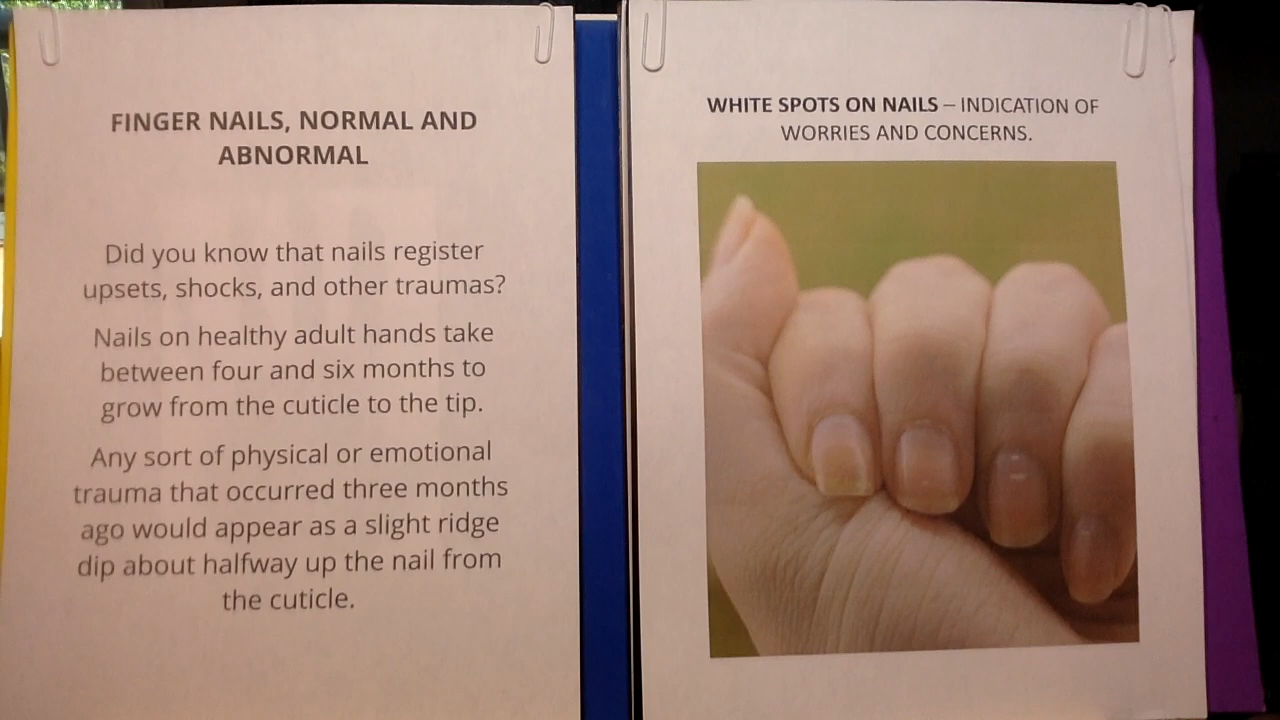 FINGER NAILS, NORMAL AND
ABNORMAL
Did you know that nails register
upsets, shocks, and other traumas?
Nails on healthy adult hands take
between four and six months to
grow from the cuticle to the tip.
Any sort of physical or emotional
trauma that occurred three months
ago would appear as a slight ridge
dip about halfway up the nail from
the cuticle.
WHITE SPOTS ON NAILS – INDICATION OF
WORRIES AND CONCERNS.